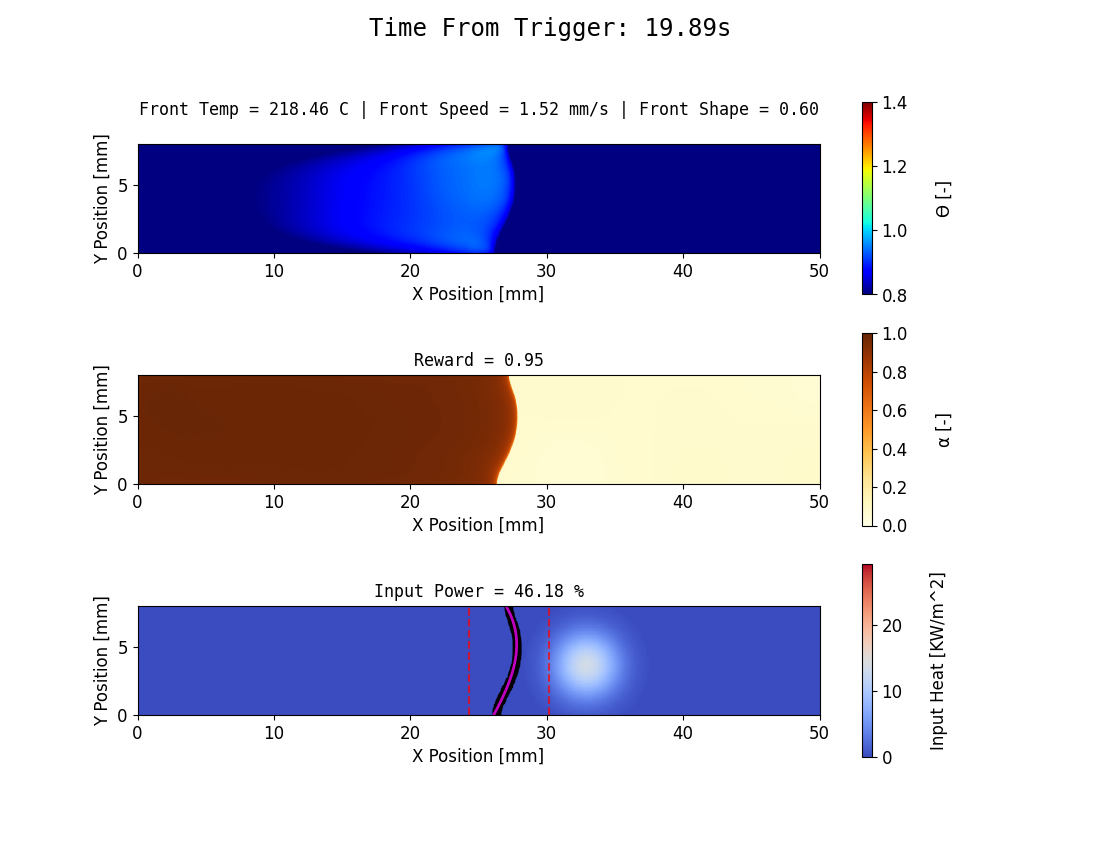 Time From Trigger: 19.89s
Front Temp = 218.46 C | Front Speed = 1.52 mm/s | Front Shape = 0.60
Y Position [mm]
5
0
0 10 20 30 40 50
X Position [mm]
1.4
1.2
1.0
0.8
Θ [-]
Reward = 0.95
Y Position [mm]
5
0
0 10 20 30 40 50
X Position [mm]
1.0
0.8
0.6
0.4
0.2
0.0
α [-]
Input Power = 46.18 %
Y Position [mm]
5
0
0 10 20 30 40 50
X Position [mm]
20
10
0
Input Heat [KW/m^2]